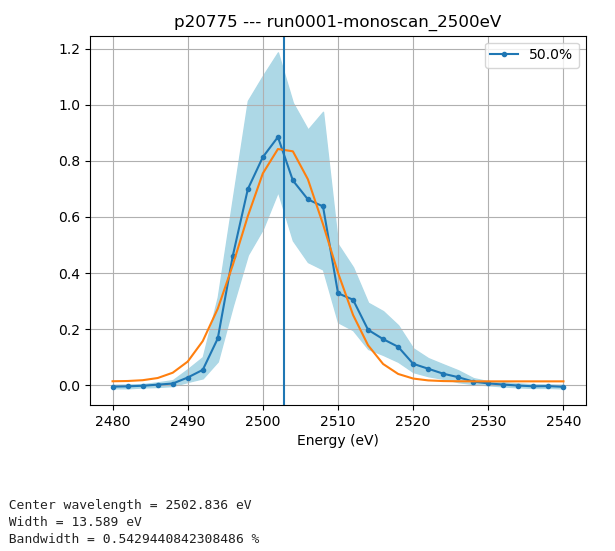 p20775 --- run0001-monoscan_2500eV
50.0%
1.2
1.0
0.8
0.6
0.4
0.2
0.0
2480 2490 2500 2510 2520 2530 2540
Energy (eV)
Center wavelength = 2502.836 eV
Width = 13.589 eV
Bandwidth = 0.5429440842308486 %